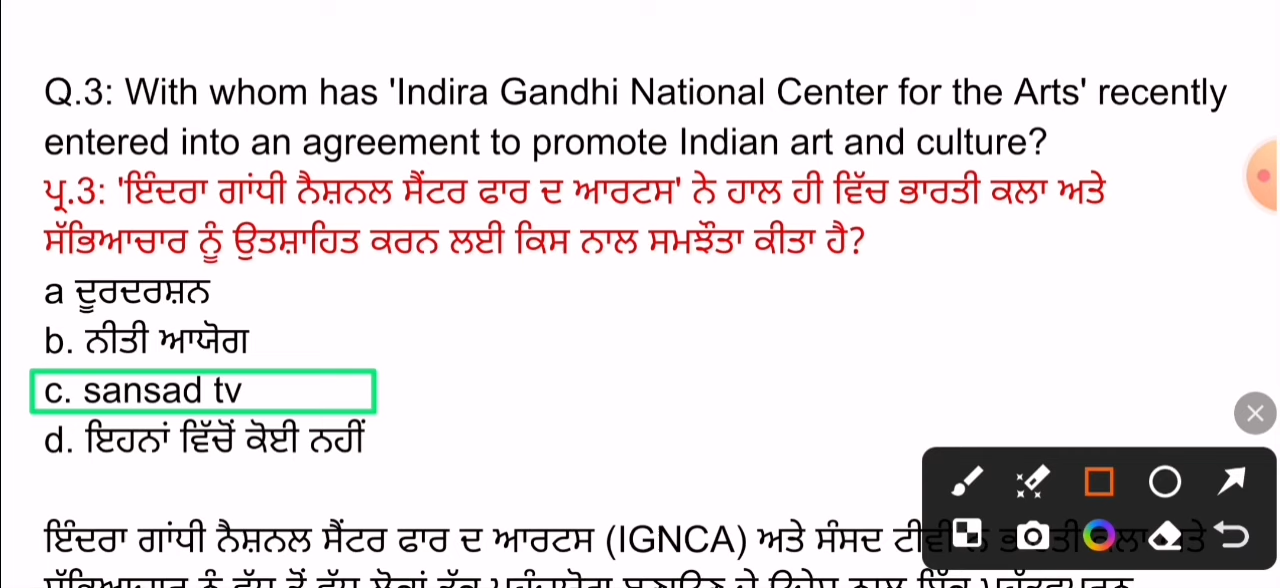 Q.3: With whom has 'Indira Gandhi National Center for the Arts' recently
entered into an agreement to promote Indian art and culture?
ਪ੍ਰ.3: 'ਇੰਦਰਾ ਗਾਂਧੀ ਨੈਸ਼ਨਲ ਸੈਂਟਰ ਫਾਰ ਦ ਆਰਟਸ' ਨੇ ਹਾਲ ਹੀ ਵਿੱਚ ਭਾਰਤੀ ਕਲਾ ਅਤੇ
ਸੱਭਿਆਚਾਰ ਨੂੰ ਉਤਸ਼ਾਹਿਤ ਕਰਨ ਲਈ ਕਿਸ ਨਾਲ ਸਮਝੌਤਾ ਕੀਤਾ ਹੈ?
a ਦੂਰਦਰਸ਼ਨ
b. ਨੀਤੀ ਆਯੋਗ
c. sansad tv
d. ਇਹਨਾਂ ਵਿੱਚੋਂ ਕੋਈ ਨਹੀਂ
ਇੰਦਰਾ ਗਾਂਧੀ ਨੈਸ਼ਨਲ ਸੈਂਟਰ ਫਾਰ ਦ ਆਰਟਸ (IGNCA) ਅਤੇ ਸੰਸਦ ਟੀਵੀ